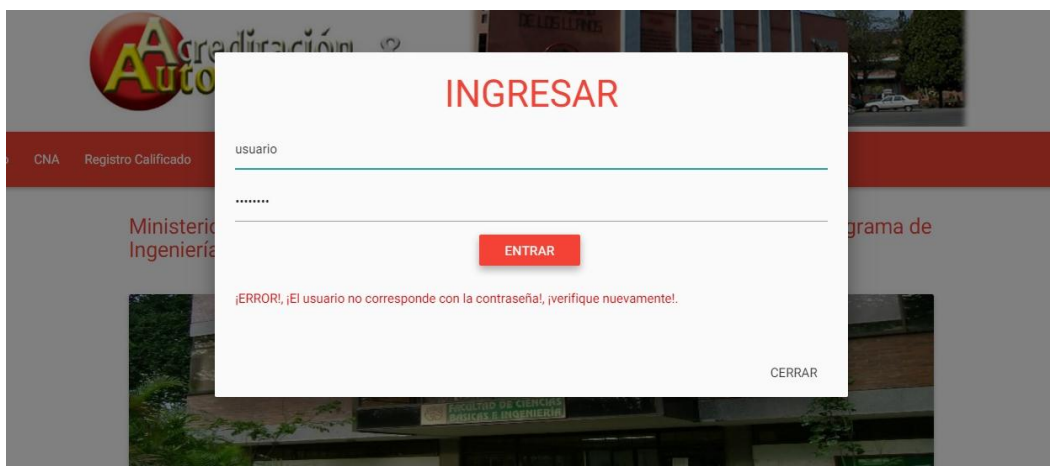 DE LOS LLANOS
Acreditación &
Auto
INGRESAR
usuario
CNA Registro Calificado
••••••••
Ministerio
grama de
Ingeniería
ENTRAR
¡ERROR!, ¡El usuario no corresponde con la contraseña!, ¡verifique nuevamente!.
CERRAR
FACULTAD DE CIENCIAS
BASICAS E INGENIERIA